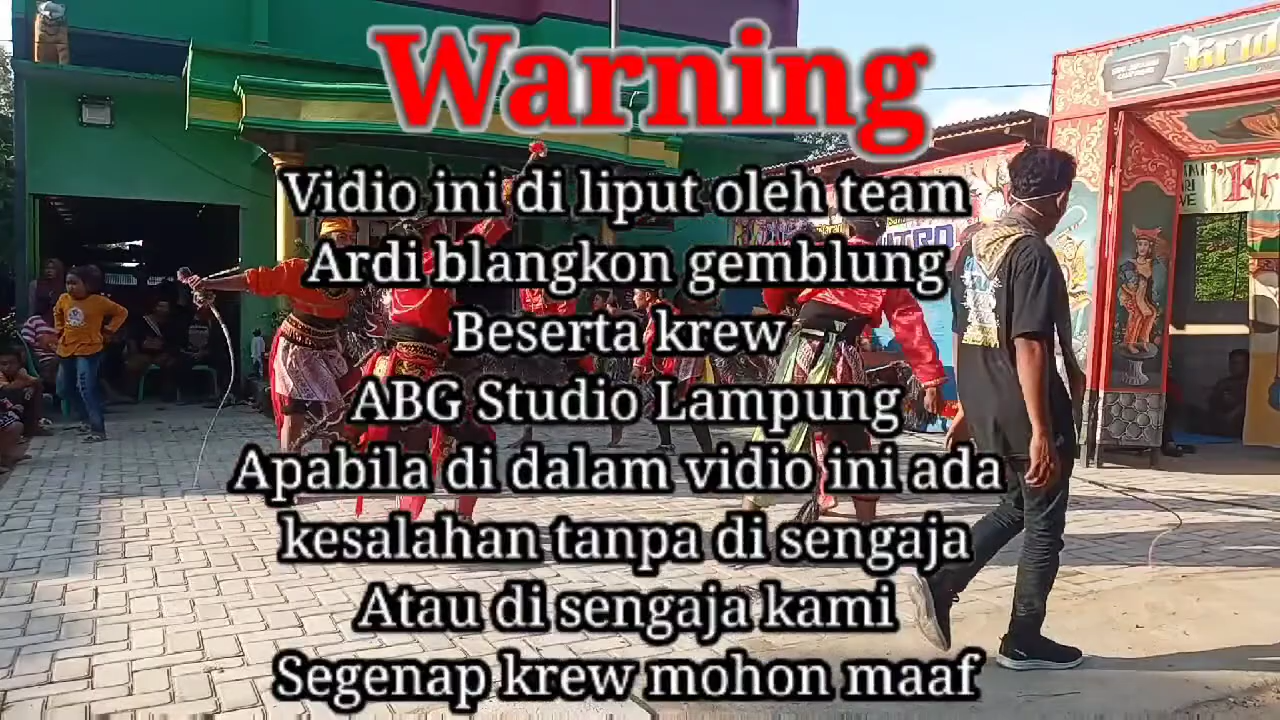 Warning
Vidio ini di liput oleh team
Ardi blangkon gemblung
Beserta krew
ABG Studio Lampung
Apabila di dalam vidio ini ada
kesalahan tanpa di sengaja
Atau di sengaja kami
Segenap krew mohon maaf